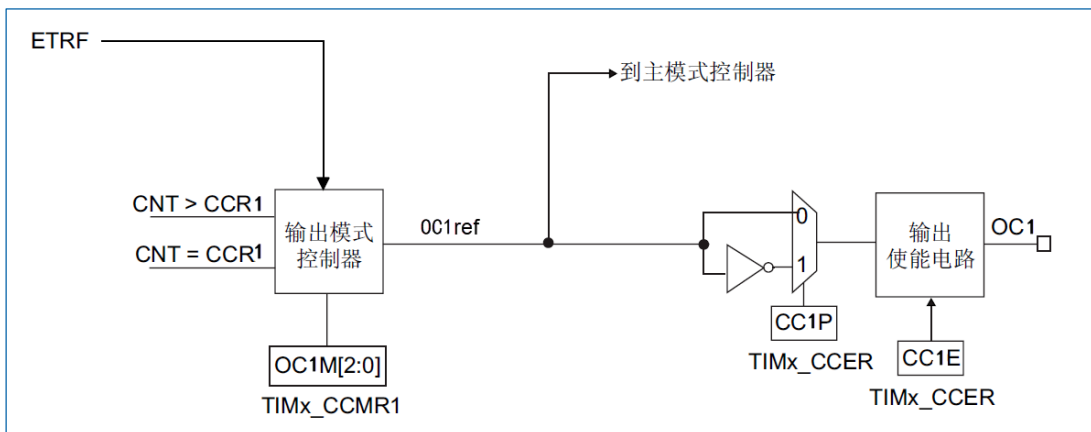 ETRF
到主模式控制器
CNT > CCR1
CNT = CCR1
输出模式
控制器
OC1ref
0
1
输出
使能电路
OC1
CC1P
TIMx_CCER
CC1E
TIMx_CCER
OC1M[2:0]
TIMx_CCMR1